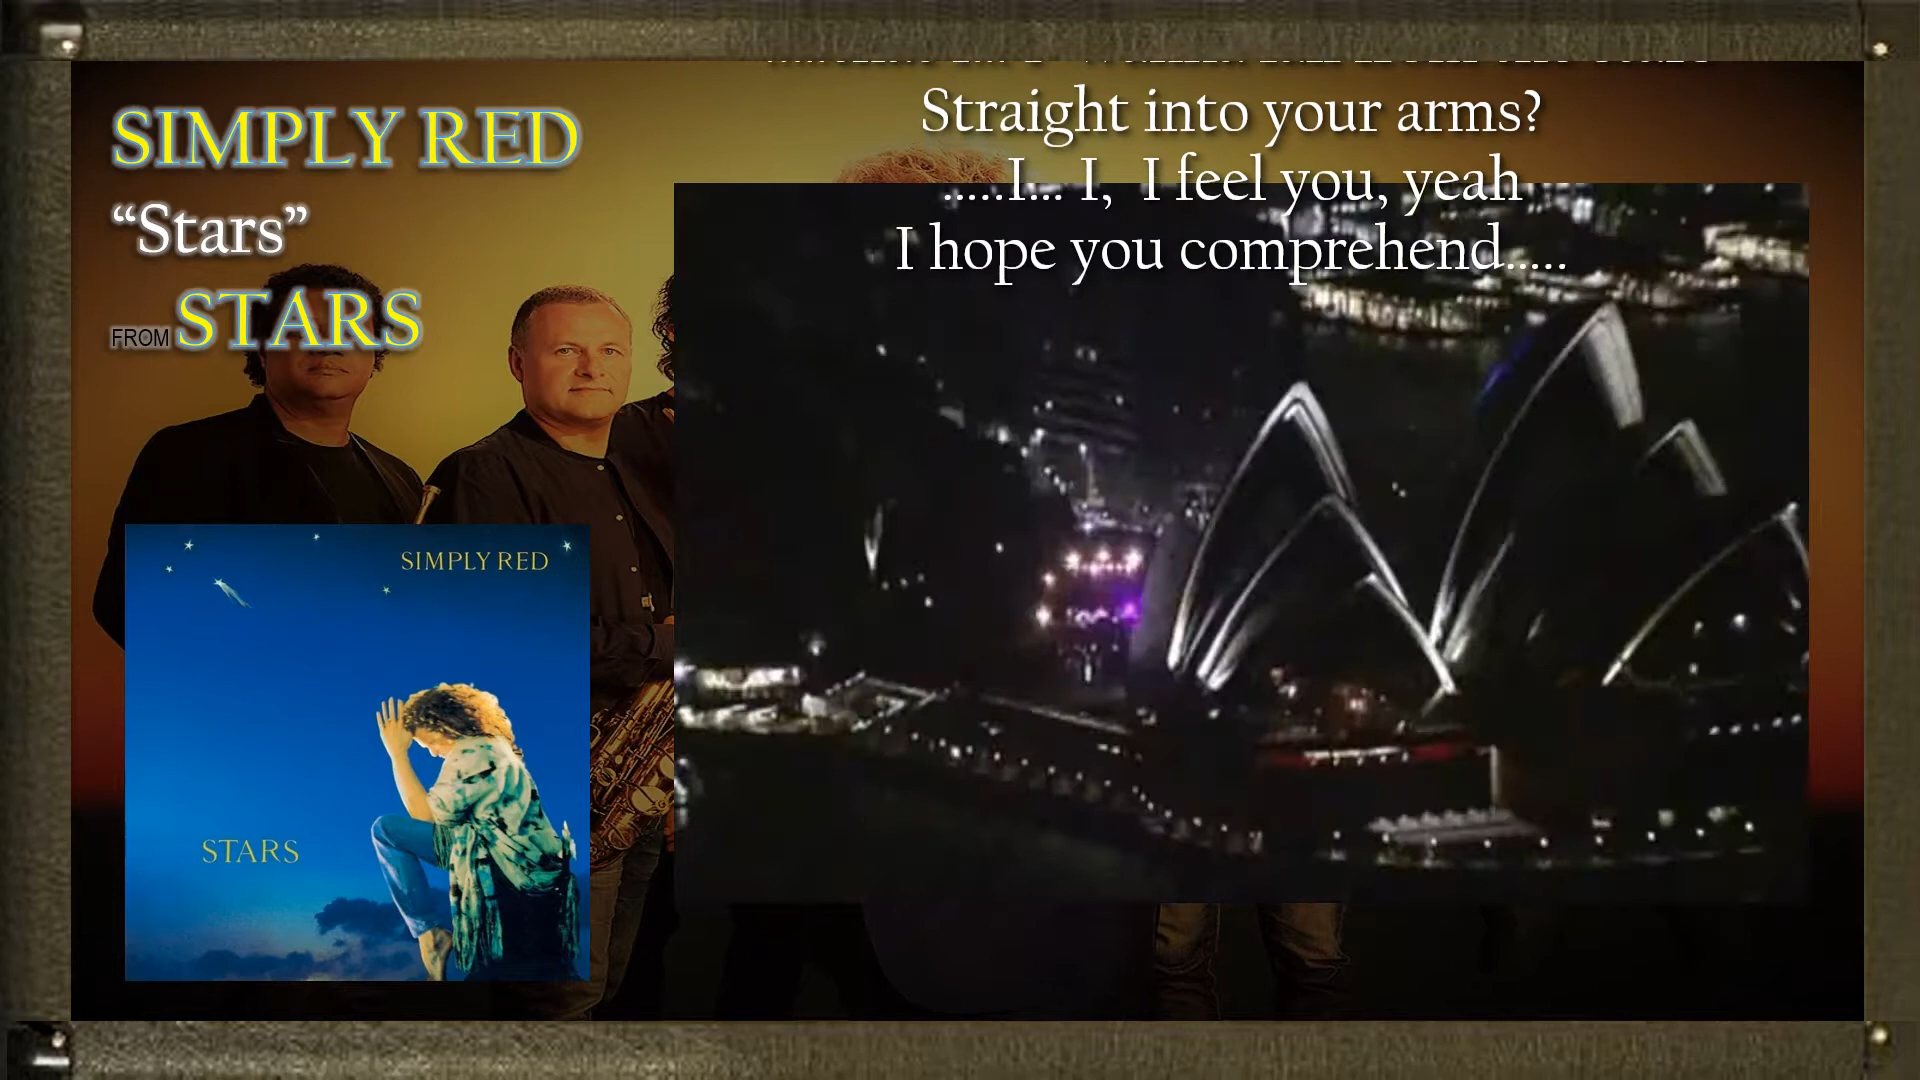 SIMPLY RED
“Stars”
FROM STARS
Straight into your arms?
.....I... I, I feel you, yeah
I hope you comprehend.....
SIMPLY RED
STARS